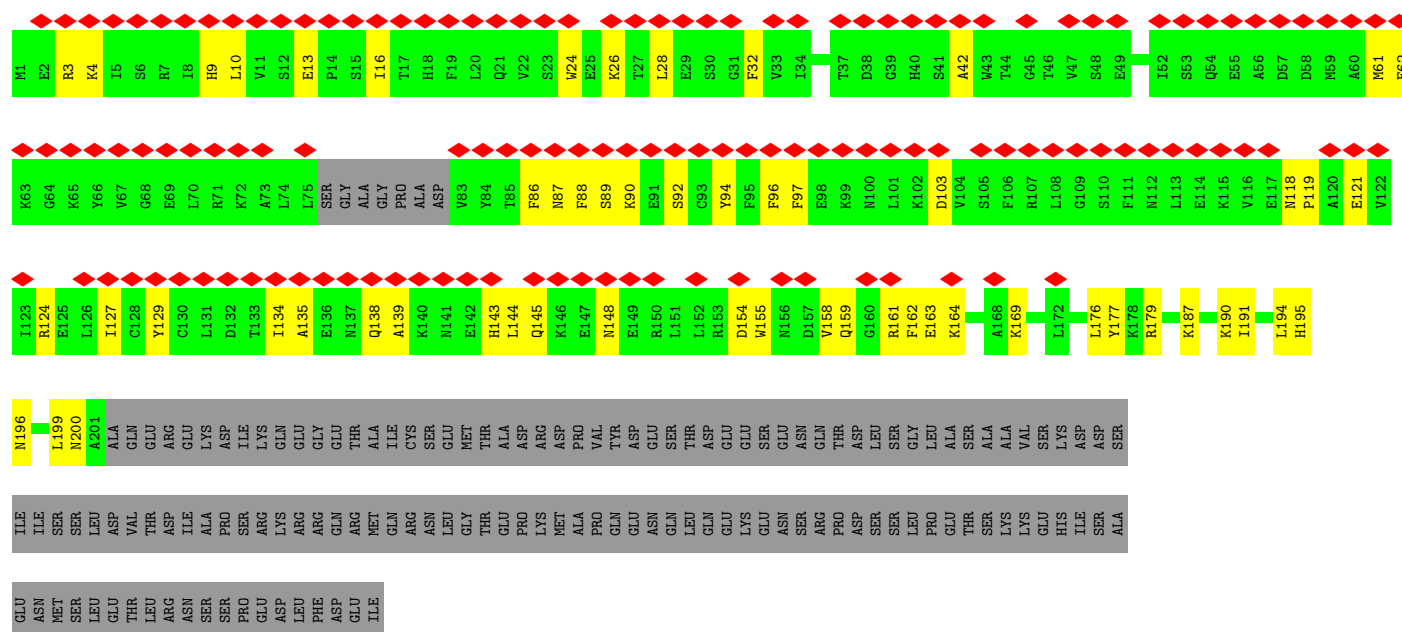 M1 E2 R3 K4 I5 S6 R7 I8 H9 L10 V11 S12 E13 P14 S15 I16 T17 H18 F19 L20 Q21 V22 S23 W24 E25 K26 T27 L28 E29 S30 G31 F32 V33 I34 T37 D38 G39 H40 S41 A42 W43 T44 G45 T46 V47 S48 E49 I52 S53 Q54 E55 A56 D57 D58 M59 A60 M61
K63 G64 K65 Y66 V67 G68 E69 L70 R71 K72 A73 L74 L75 SER GLY ALA GLY PRO ALA ASP V83 Y84 T85 F86 N87 F88 S89 K90 E91 S92 C93 Y94 F95 F96 F97 E98 K99 N100 L101 K102 D103 V104 S105 F106 R107 L108 G109 S110 F111 N112 L113 E114 K115 V116 E117 N118 P119 A120 E121 V122
I123 R124 E125 L126 I127 C128 Y129 C130 L131 D132 T133 I134 A135 E136 N137 Q138 A139 K140 N141 E142 H143 L144 Q145 K146 E147 N148 E149 R150 L151 L152 R153 D154 W155 N156 D157 V158 Q159 G160 R161 F162 E163 K164 A168 K169 L172 L176 Y177 K178 R179 K187 K190 I191 L194 H195
N196 L199 N200 A201 ALA GLN GLU ARG GLU LYS ASP ILE LYS GLN GLU GLY GLU THR ALA ILE CYS SER GLU MET THR ALA ASP ARG ASP PRO VAL TYR ASP GLU SER THR ASP GLU GLU SER GLU ASN GLN THR ASP LEU SER GLY LEU ALA SER ALA ALA VAL SER LYS ASP ASP SER
ILE ILE SER SER LEU ASP VAL THR ASP ILE ALA PRO SER ARG LYS ARG ARG GLN ARG MET GLN ARG ASN LEU GLY THR GLU PRO LYS MET ALA PRO GLN GLU ASN GLN LEU GLN GLU LYS GLU ASN SER ARG PRO ASP SER SER LEU PRO GLU THR SER LYS LYS GLU HIS ILE SER ALA
GLU ASN MET SER LEU GLU THR LEU ARG ASN SER SER PRO GLU ASP LEU PHE ASP GLU ILE